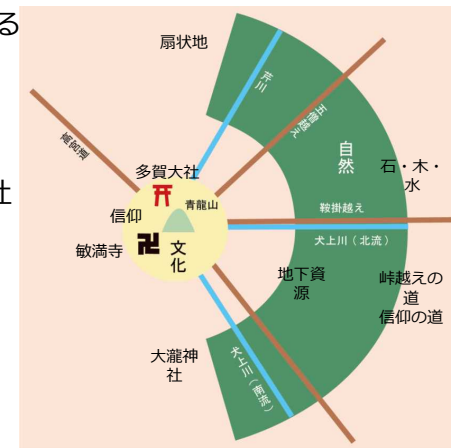 る
扇状地
芹川
五僧越え
自然
石・木・
水
高宮道
多賀大社
社
青龍山
信仰
鞍掛越え
敏満寺
文
化
犬上川（北流）
地下資
源
峠越えの
道
信仰の道
大瀧神
社
犬上川（南流）